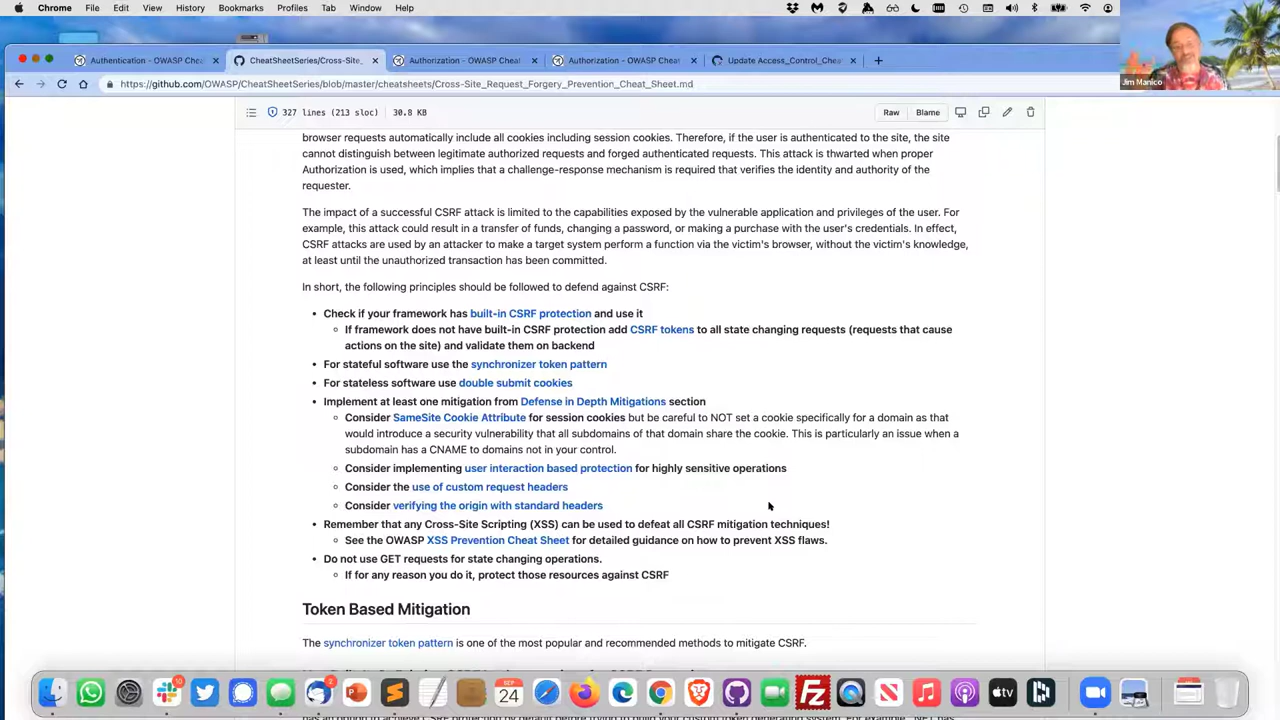 Chrome File Edit View History Bookmarks Profiles Tab Window Help
Authentication - OWASP Chea
CheatSheetSeries/Cross-Site_
Authorization - OWASP Cheat
Authorization - OWASP Cheat
Update Access_Control_Chea
https://github.com/OWASP/CheatSheetSeries/blob/master/cheatsheets/Cross-Site_Request_Forgery_Prevention_Cheat_Sheet.md
Jim Manico
327 lines (213 sloc) 30.8 KB
Raw Blame
browser requests automatically include all cookies including session cookies. Therefore, if the user is authenticated to the site, the site
cannot distinguish between legitimate authorized requests and forged authenticated requests. This attack is thwarted when proper
Authorization is used, which implies that a challenge-response mechanism is required that verifies the identity and authority of the
requester.
The impact of a successful CSRF attack is limited to the capabilities exposed by the vulnerable application and privileges of the user. For
example, this attack could result in a transfer of funds, changing a password, or making a purchase with the user's credentials. In effect,
CSRF attacks are used by an attacker to make a target system perform a function via the victim's browser, without the victim's knowledge,
at least until the unauthorized transaction has been committed.
In short, the following principles should be followed to defend against CSRF:
• Check if your framework has built-in CSRF protection and use it
◦ If framework does not have built-in CSRF protection add CSRF tokens to all state changing requests (requests that cause
actions on the site) and validate them on backend
• For stateful software use the synchronizer token pattern
• For stateless software use double submit cookies
• Implement at least one mitigation from Defense in Depth Mitigations section
◦ Consider SameSite Cookie Attribute for session cookies but be careful to NOT set a cookie specifically for a domain as that
would introduce a security vulnerability that all subdomains of that domain share the cookie. This is particularly an issue when a
subdomain has a CNAME to domains not in your control.
◦ Consider implementing user interaction based protection for highly sensitive operations
◦ Consider the use of custom request headers
◦ Consider verifying the origin with standard headers
• Remember that any Cross-Site Scripting (XSS) can be used to defeat all CSRF mitigation techniques!
◦ See the OWASP XSS Prevention Cheat Sheet for detailed guidance on how to prevent XSS flaws.
• Do not use GET requests for state changing operations.
◦ If for any reason you do it, protect those resources against CSRF
Token Based Mitigation
The synchronizer token pattern is one of the most popular and recommended methods to mitigate CSRF.
SEP
24
tv